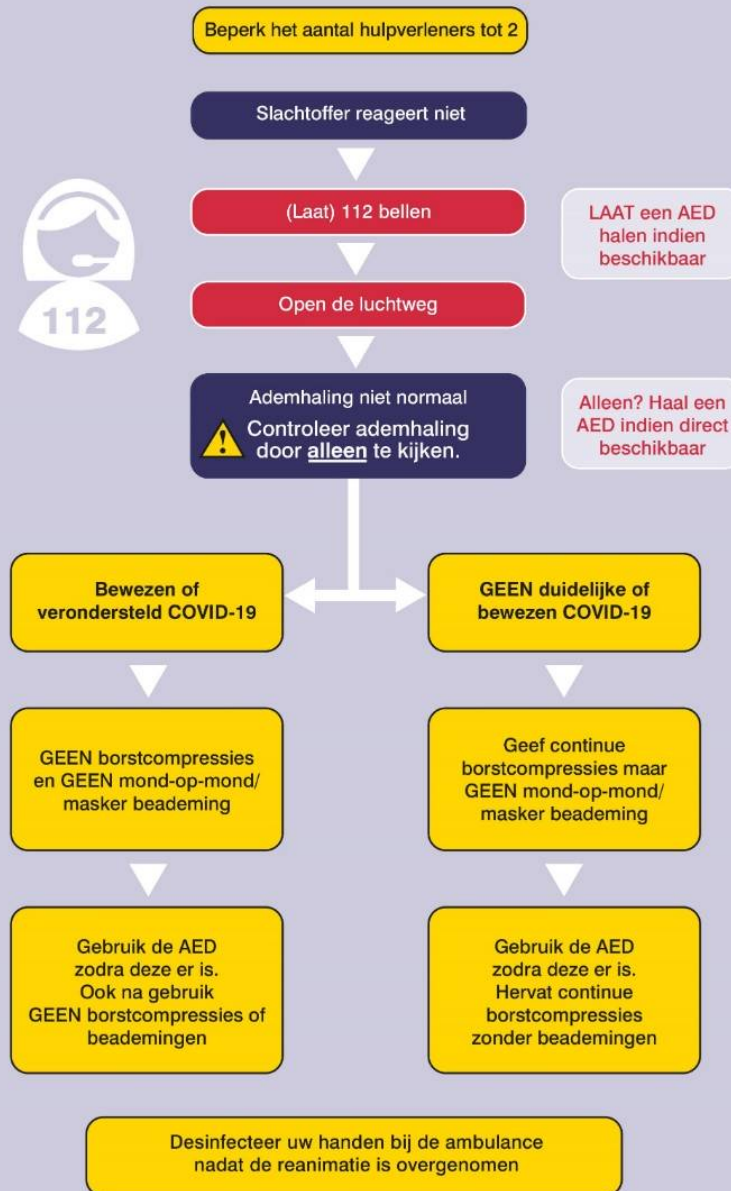 Beperk het aantal hulpverleners tot 2
Slachtoffer reageert niet
(Laat) 112 bellen
LAAT een AED
halen indien
beschikbaar
112
Open de luchtweg
Ademhaling niet normaal
Controleer ademhaling
door alleen te kijken.
Alleen? Haal een
AED indien direct
beschikbaar
Bewezen of
verondersteld COVID-19
GEEN duidelijke of
bewezen COVID-19
GEEN borstcompressies
en GEEN mond-op-mond/
masker beademing
Geef continue
borstcompressies maar
GEEN mond-op-mond/
masker beademing
Gebruik de AED
zodra deze er is.
Ook na gebruik
GEEN borstcompressies of
beademingen
Gebruik de AED
zodra deze er is.
Hervat continue
borstcompressies
zonder beademingen
Desinfecteer uw handen bij de ambulance
nadat de reanimatie is overgenomen